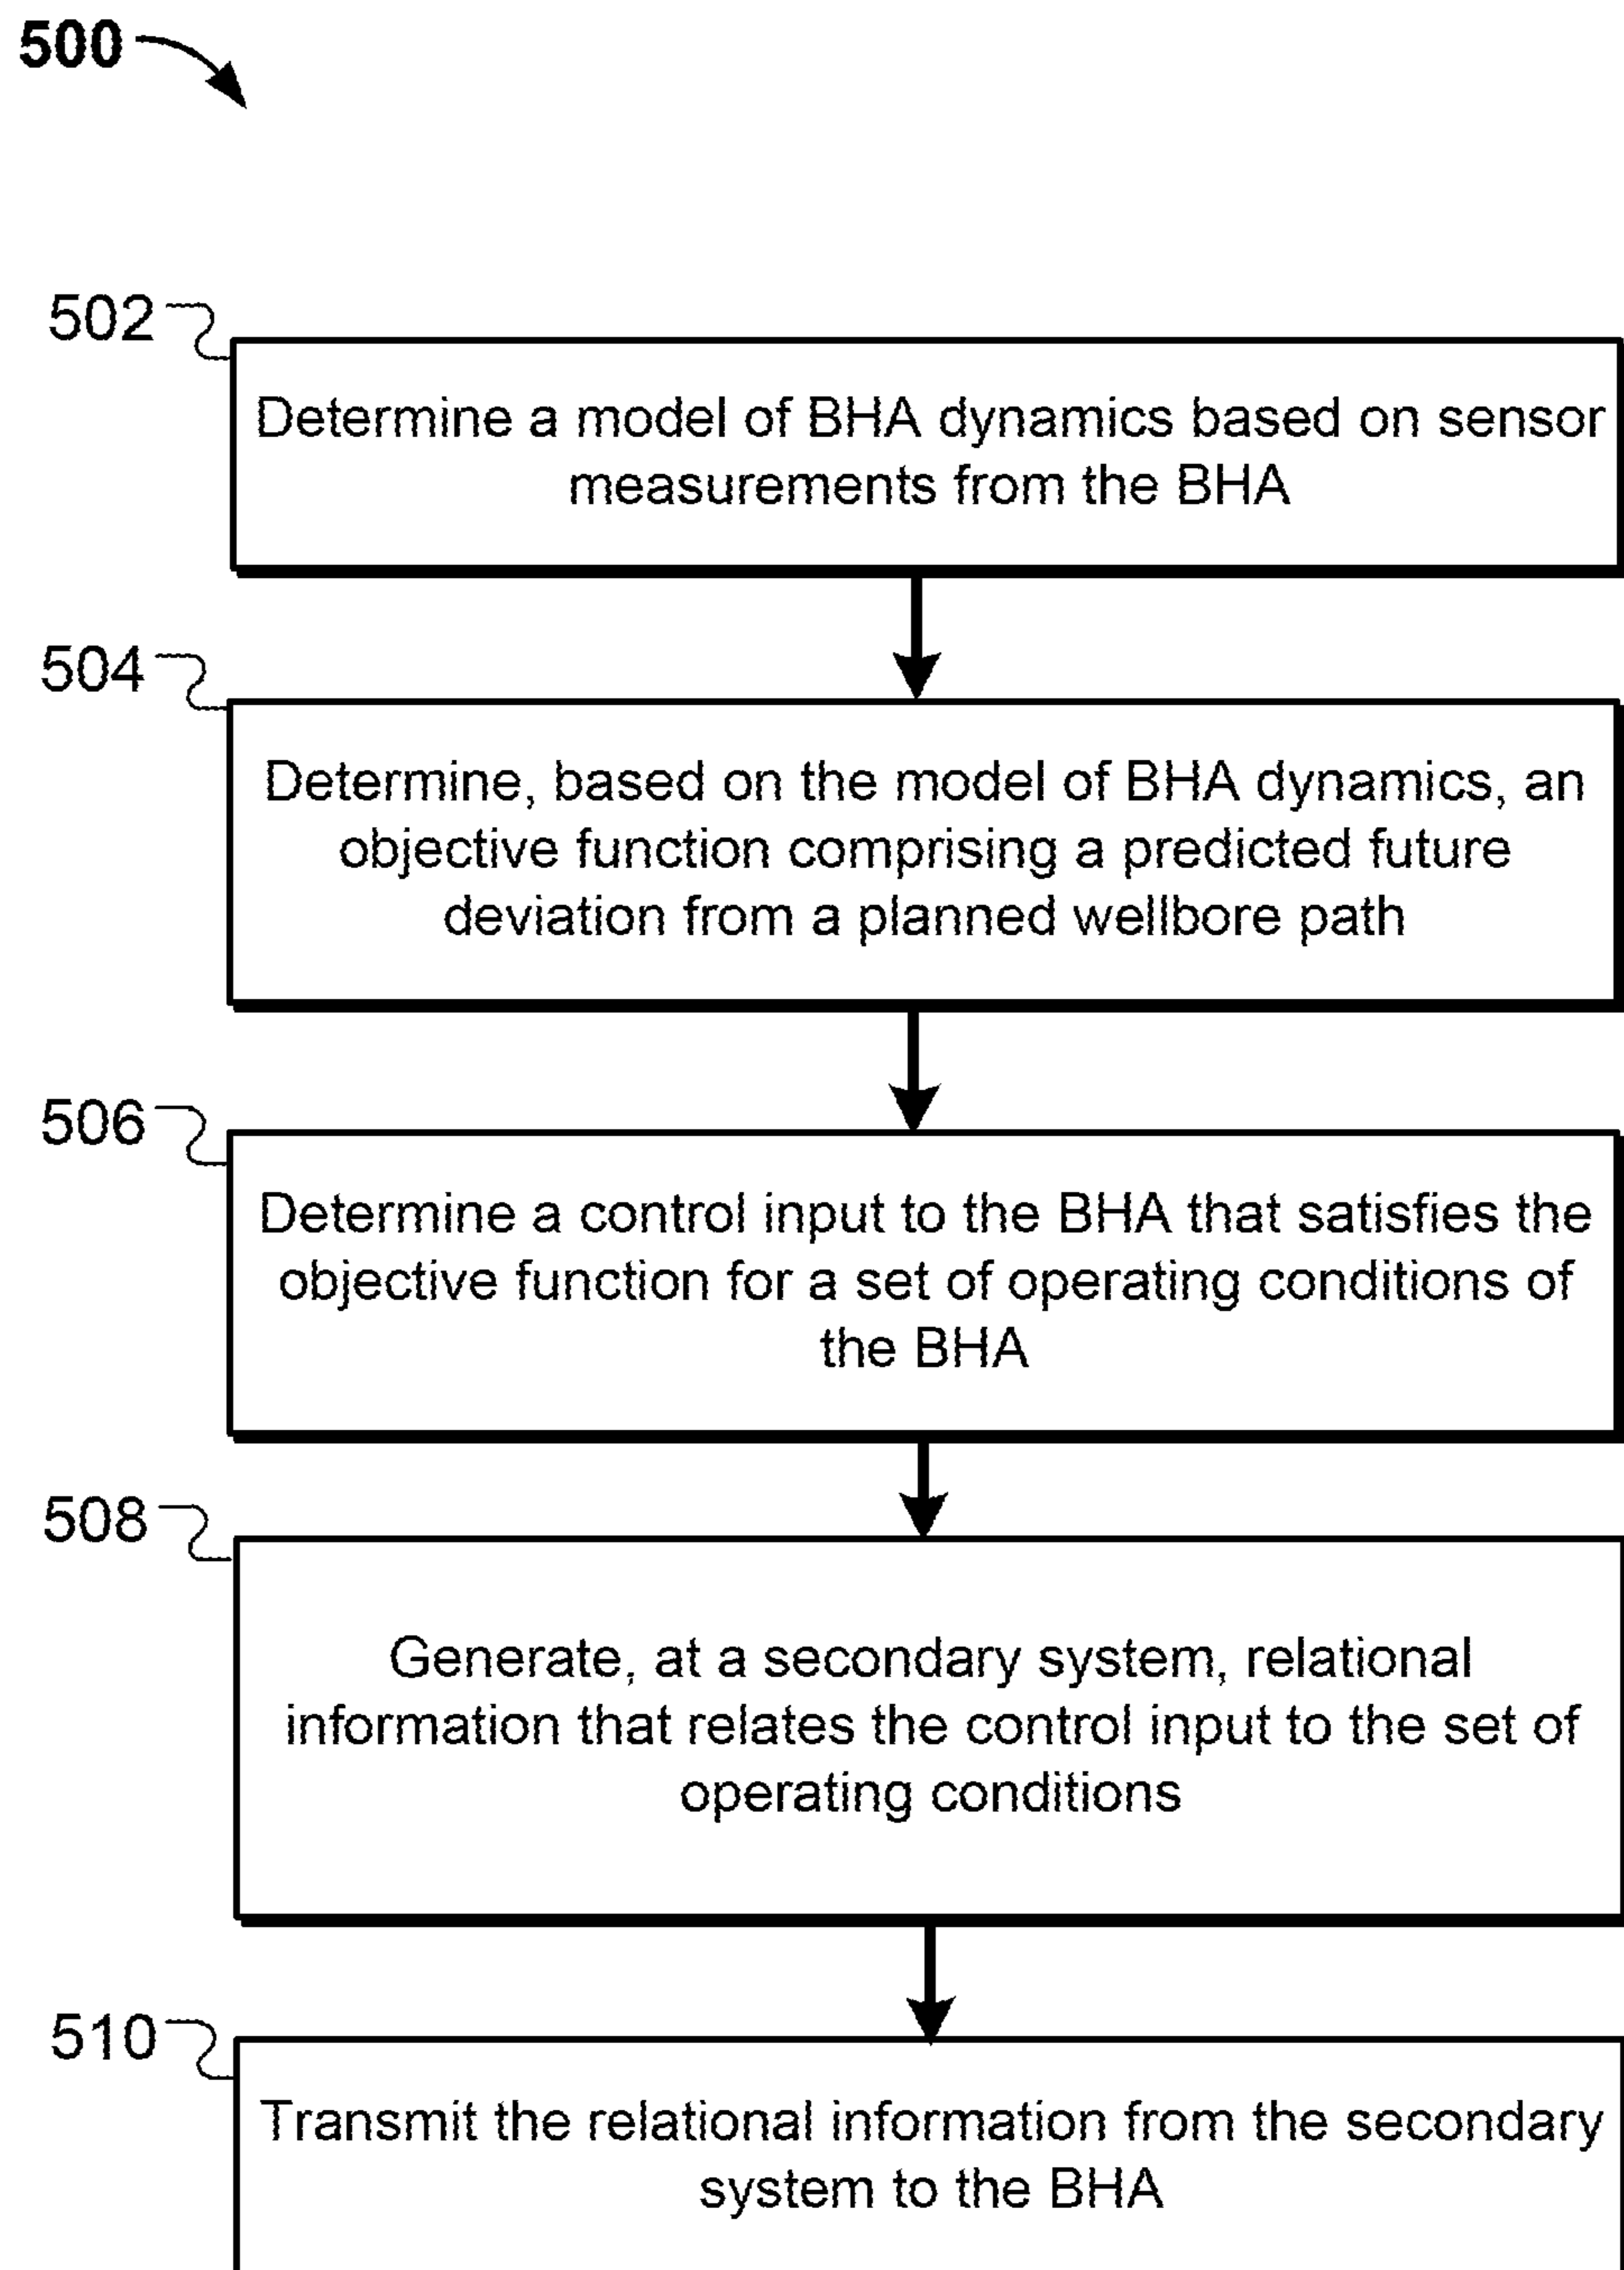 500
502
Determine a model of BHA dynamics based on sensor
measurements from the BHA
504
Determine, based on the model of BHA dynamics, an
objective function comprising a predicted future
deviation from a planned wellbore path
506
Determine a control input to the BHA that satisfies the
objective function for a set of operating conditions of
the BHA
508
Generate, at a secondary system, relational
information that relates the control input to the set of
operating conditions
510
Transmit the relational information from the secondary
system to the BHA